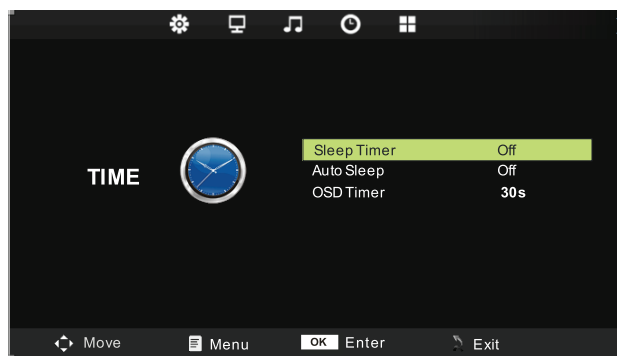 Sleep Timer Off
Auto Sleep Off
TIME
OSD Timer 30s
Move Menu OK Enter Exit